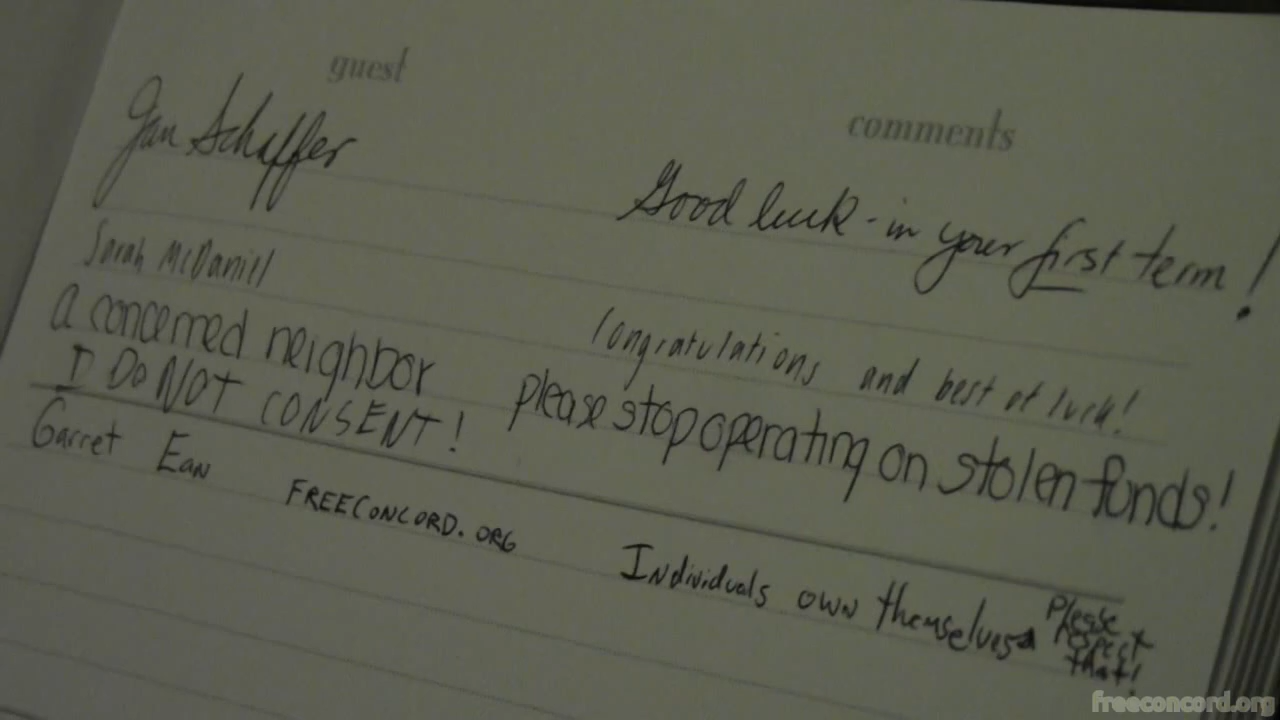 guest comments
Jan Schaffer Good luck - in your first term!
Sarah McDaniel Congratulations and best of luck!
a concerned neighbor please stop operating on stolen funds!
I DO NOT CONSENT!
Garret Ean FREECONCORD.ORG Individuals own themselves Please
respect
that!
freeconcord.org